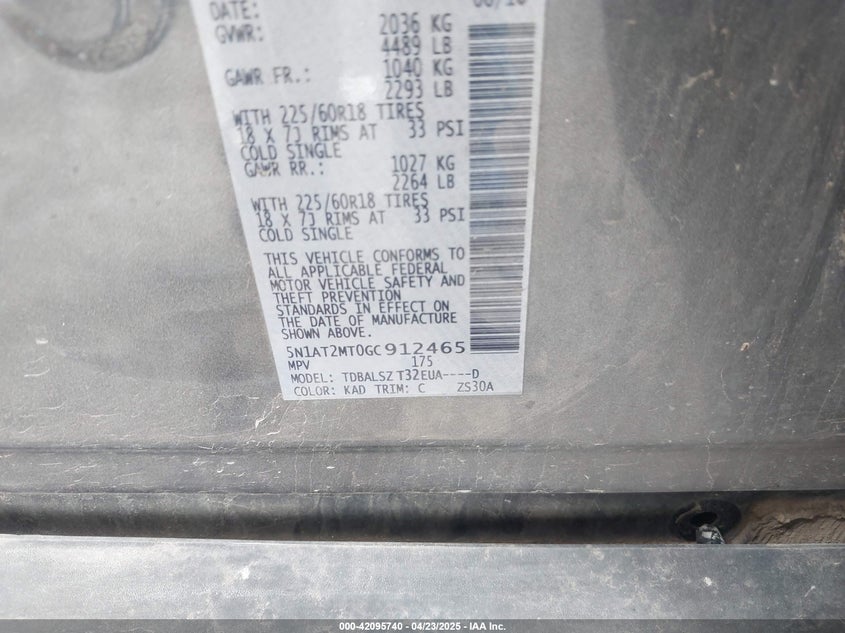 DATE:
GVWR: 2036 KG
4489 LB
GAWR FR.: 1040 KG
2293 LB
WITH 225/60R18 TIRES
18 X 7J RIMS AT 33 PSI
COLD SINGLE
GAWR RR.: 1027 KG
2264 LB
WITH 225/60R18 TIRES
18 X 7J RIMS AT 33 PSI
COLD SINGLE
THIS VEHICLE CONFORMS TO
ALL APPLICABLE FEDERAL
MOTOR VEHICLE SAFETY AND
THEFT PREVENTION
STANDARDS IN EFFECT ON
THE DATE OF MANUFACTURE
SHOWN ABOVE.
5N1AT2MT0GC912465
MPV 175
MODEL: TDBALSZ T32EUA----D
COLOR: KAD TRIM: C ZS30A
000-42095740 - 04/23/2025 - IAA Inc.